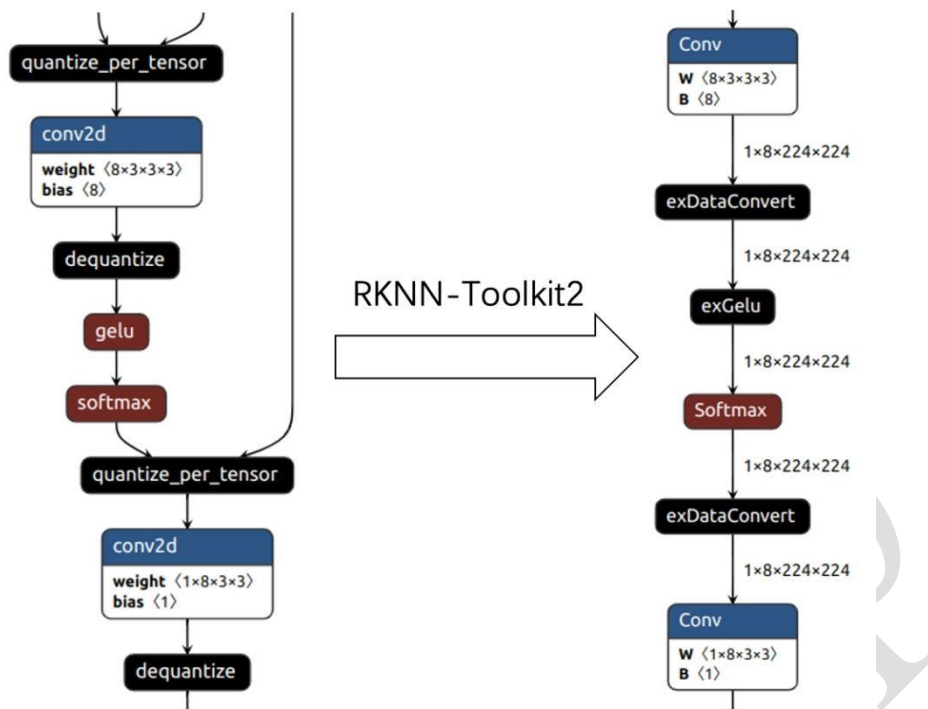 quantize_per_tensor
conv2d
weight 〈8×3×3×3〉
bias 〈8〉
dequantize
gelu
softmax
quantize_per_tensor
conv2d
weight 〈1×8×3×3〉
bias 〈1〉
dequantize
RKNN-Toolkit2
Conv
W 〈8×3×3×3〉
B 〈8〉
1×8×224×224
exDataConvert
1×8×224×224
exGelu
1×8×224×224
Softmax
1×8×224×224
exDataConvert
1×8×224×224
Conv
W 〈1×8×3×3〉
B 〈1〉